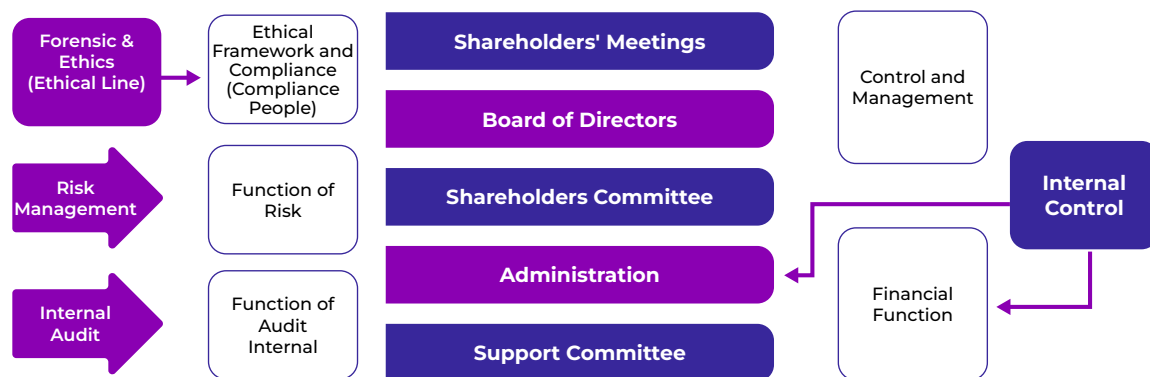 Forensic &
Ethics
(Ethical Line)
Ethical
Framework and
Compliance
(Compliance
People)
Shareholders' Meetings
Control and
Management
Board of Directors
Risk
Management
Function of
Risk
Shareholders Committee
Internal
Control
Administration
Internal
Audit
Function of
Audit
Internal
Financial
Function
Support Committee